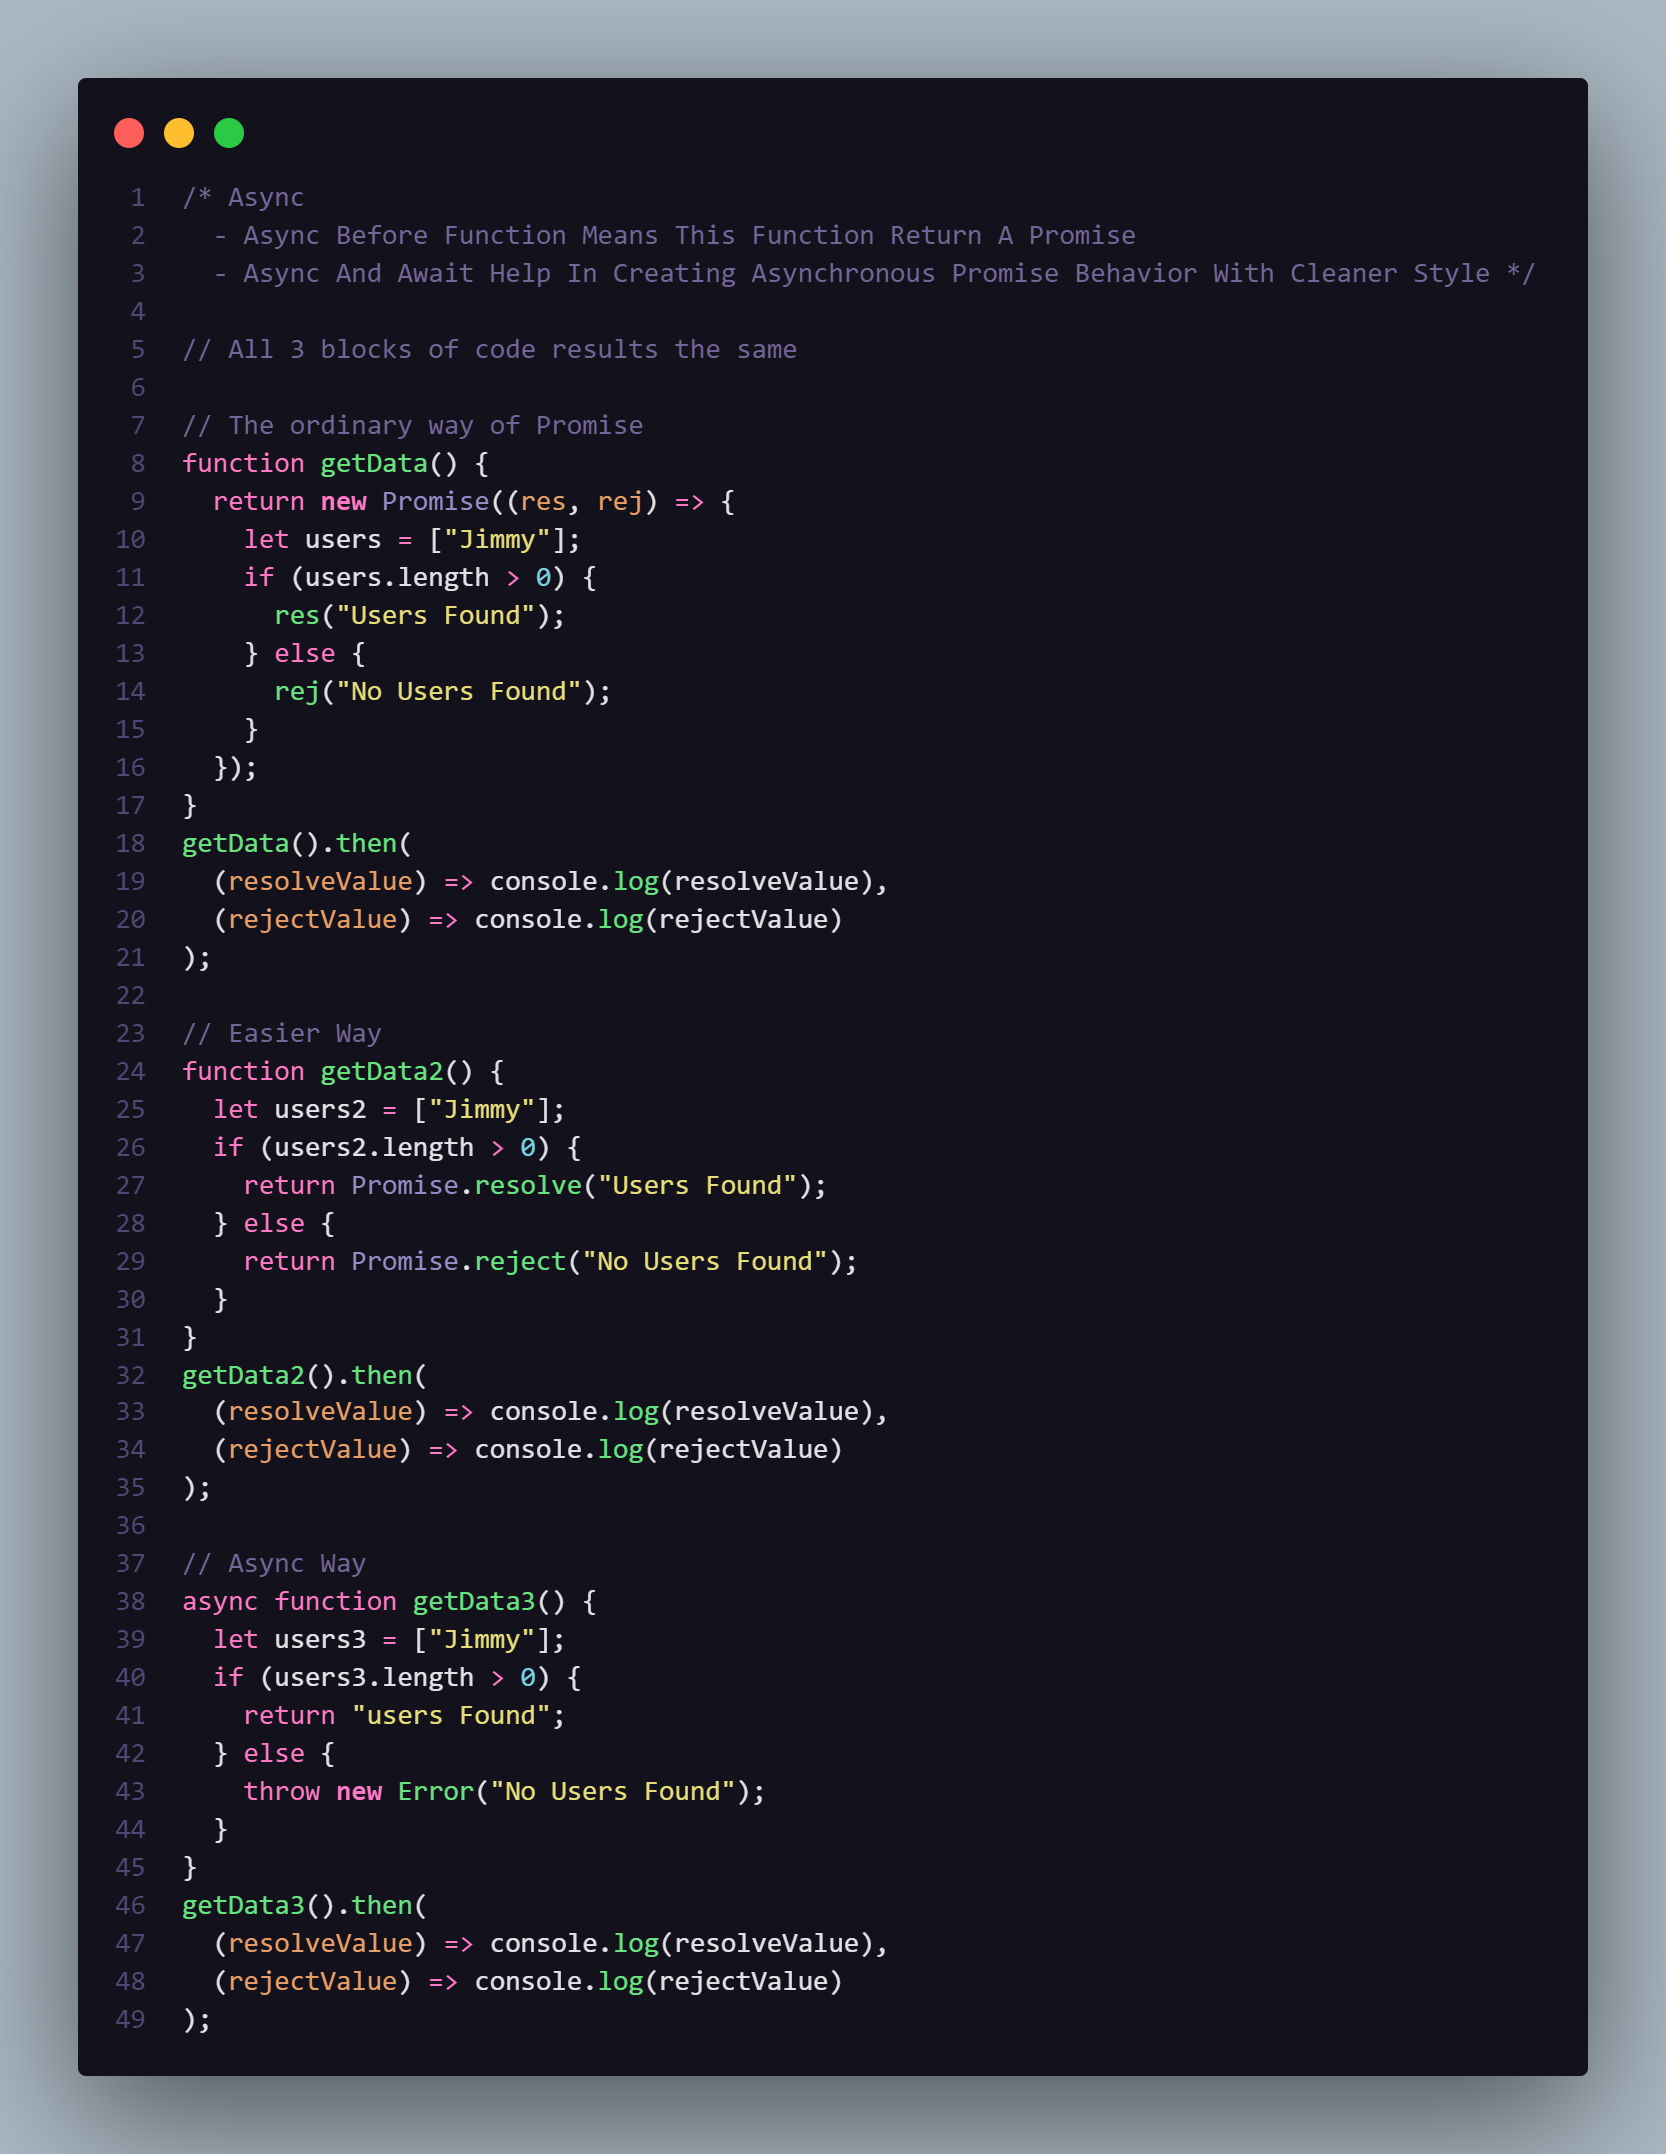 1 /* Async
2   - Async Before Function Means This Function Return A Promise
3   - Async And Await Help In Creating Asynchronous Promise Behavior With Cleaner Style */
4
5 // All 3 blocks of code results the same
6
7 // The ordinary way of Promise
8 function getData() {
9   return new Promise((res, rej) => {
10     let users = ["Jimmy"];
11     if (users.length > 0) {
12       res("Users Found");
13     } else {
14       rej("No Users Found");
15     }
16   });
17 }
18 getData().then(
19   (resolveValue) => console.log(resolveValue),
20   (rejectValue) => console.log(rejectValue)
21 );
22
23 // Easier Way
24 function getData2() {
25   let users2 = ["Jimmy"];
26   if (users2.length > 0) {
27     return Promise.resolve("Users Found");
28   } else {
29     return Promise.reject("No Users Found");
30   }
31 }
32 getData2().then(
33   (resolveValue) => console.log(resolveValue),
34   (rejectValue) => console.log(rejectValue)
35 );
36
37 // Async Way
38 async function getData3() {
39   let users3 = ["Jimmy"];
40   if (users3.length > 0) {
41     return "users Found";
42   } else {
43     throw new Error("No Users Found");
44   }
45 }
46 getData3().then(
47   (resolveValue) => console.log(resolveValue),
48   (rejectValue) => console.log(rejectValue)
49 );